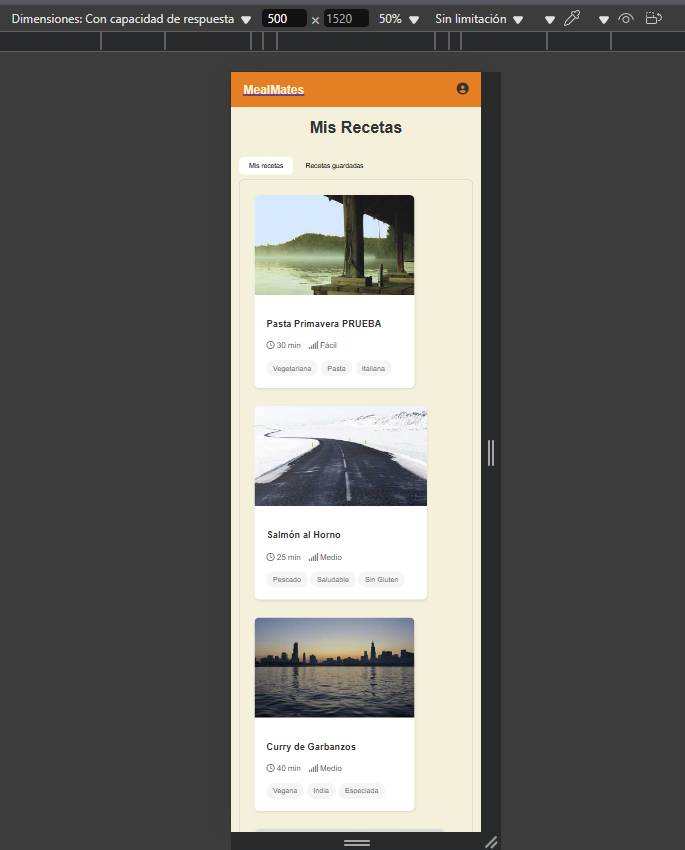 Dimensiones: Con capacidad de respuesta 500 × 1520 50% Sin limitación
MealMates
Mis Recetas
Mis recetas Recetas guardadas
Pasta Primavera PRUEBA
30 min Fácil
Vegetariana Pasta Italiana
Salmón al Horno
25 min Medio
Pescado Saludable Sin Gluten
Curry de Garbanzos
40 min Medio
Vegana India Especiada